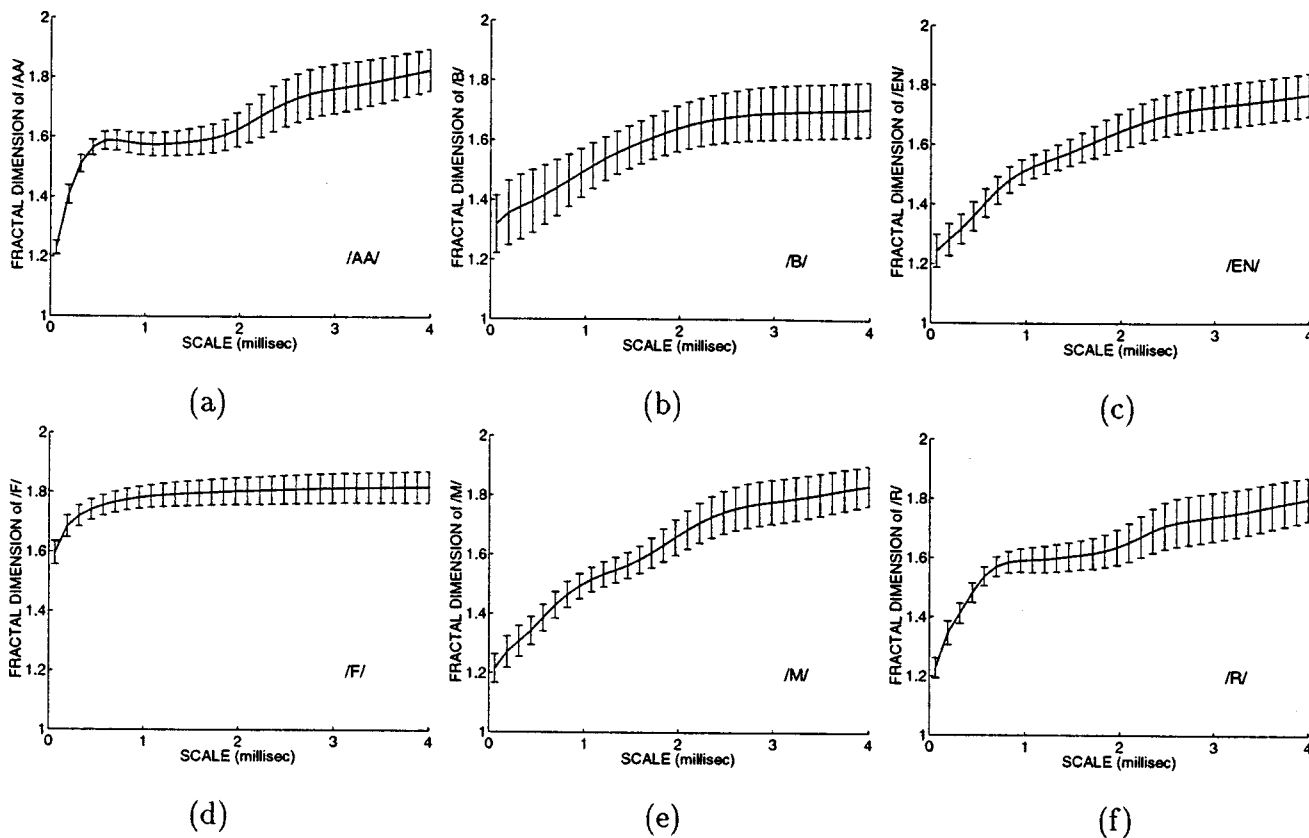 FRACTAL DIMENSION of /AA/
2
1.8
1.6
1.4
1.2
1
/AA/
0 1 2 3 4
SCALE (millisec)
(a)
FRACTAL DIMENSION of /B/
2
1.8
1.6
1.4
1.2
1
/B/
0 1 2 3 4
SCALE (millisec)
(b)
FRACTAL DIMENSION of /EN/
2
1.8
1.6
1.4
1.2
1
/EN/
0 1 2 3 4
SCALE (millisec)
(c)
FRACTAL DIMENSION of /F/
2
1.8
1.6
1.4
1.2
1
/F/
0 1 2 3 4
SCALE (millisec)
(d)
FRACTAL DIMENSION of /M/
2
1.8
1.6
1.4
1.2
1
/M/
0 1 2 3 4
SCALE (millisec)
(e)
FRACTAL DIMENSION of /R/
2
1.8
1.6
1.4
1.2
1
/R/
0 1 2 3 4
SCALE (millisec)
(f)